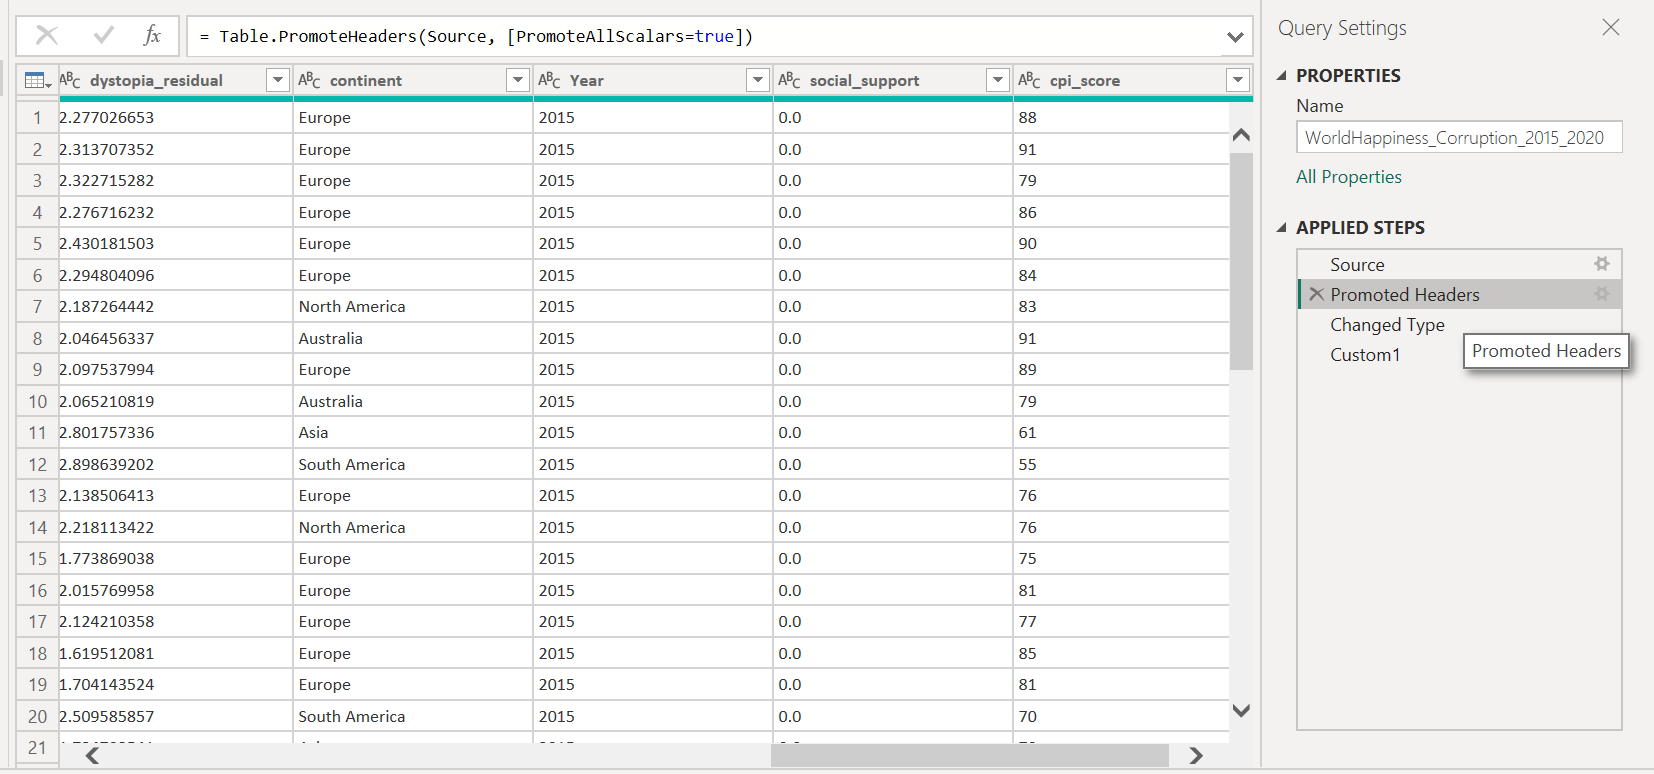 fx = Table.PromoteHeaders(Source, [PromoteAllScalars=true])
ABC dystopia_residual ABC continent ABC Year ABC social_support ABC cpi_score
1 2.277026653 Europe 2015 0.0 88
2 2.313707352 Europe 2015 0.0 91
3 2.322715282 Europe 2015 0.0 79
4 2.276716232 Europe 2015 0.0 86
5 2.430181503 Europe 2015 0.0 90
6 2.294804096 Europe 2015 0.0 84
7 2.187264442 North America 2015 0.0 83
8 2.046456337 Australia 2015 0.0 91
9 2.097537994 Europe 2015 0.0 89
10 2.065210819 Australia 2015 0.0 79
11 2.801757336 Asia 2015 0.0 61
12 2.898639202 South America 2015 0.0 55
13 2.138506413 Europe 2015 0.0 76
14 2.218113422 North America 2015 0.0 76
15 1.773869038 Europe 2015 0.0 75
16 2.015769958 Europe 2015 0.0 81
17 2.124210358 Europe 2015 0.0 77
18 1.619512081 Europe 2015 0.0 85
19 1.704143524 Europe 2015 0.0 81
20 2.509585857 South America 2015 0.0 70
21
Query Settings
PROPERTIES
Name
WorldHappiness_Corruption_2015_2020
All Properties
APPLIED STEPS
Source
Promoted Headers
Changed Type
Custom1
Promoted Headers